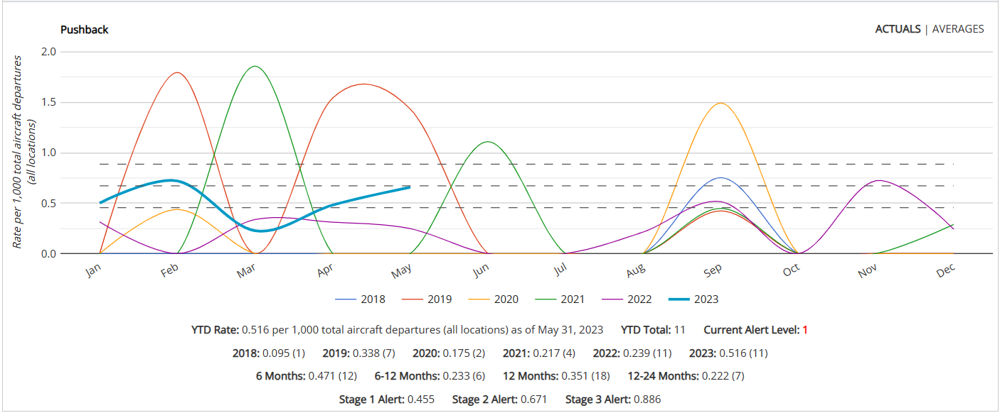 Pushback
ACTUALS | AVERAGES
Rate per 1,000 total aircraft departures
(all locations)
2.0
1.5
1.0
0.5
0.0
Jan Feb Mar Apr May Jun Jul Aug Sep Oct Nov Dec
2018 2019 2020 2021 2022 2023
YTD Rate: 0.516 per 1,000 total aircraft departures (all locations) as of May 31, 2023 YTD Total: 11 Current Alert Level: 1
2018: 0.095 (1) 2019: 0.338 (7) 2020: 0.175 (2) 2021: 0.217 (4) 2022: 0.239 (11) 2023: 0.516 (11)
6 Months: 0.471 (12) 6-12 Months: 0.233 (6) 12 Months: 0.351 (18) 12-24 Months: 0.222 (7)
Stage 1 Alert: 0.455 Stage 2 Alert: 0.671 Stage 3 Alert: 0.886